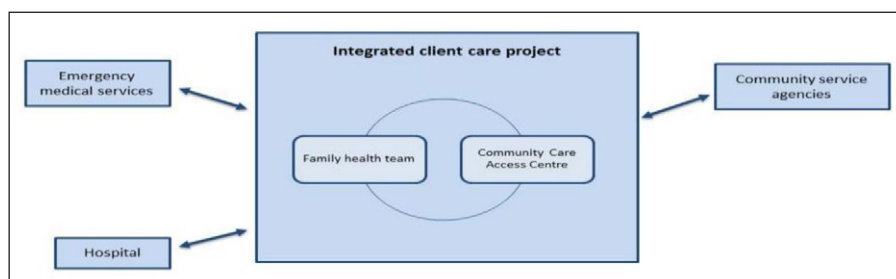 Integrated client care project
Emergency
medical services
Community service
agencies
Family health team
Community Care
Access Centre
Hospital